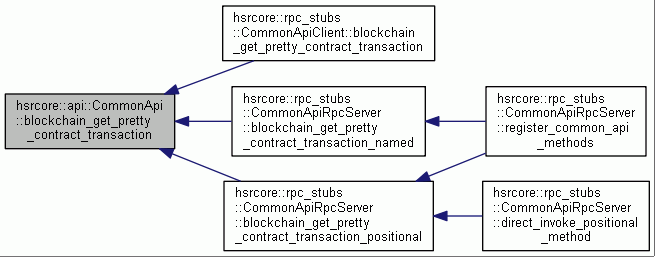 hsrcore::rpc_stubs
::CommonApiClient::blockchain
_get_pretty_contract_transaction
hsrcore::api::CommonApi
::blockchain_get_pretty
_contract_transaction
hsrcore::rpc_stubs
::CommonApiRpcServer
::blockchain_get_pretty
_contract_transaction_named
hsrcore::rpc_stubs
::CommonApiRpcServer
::register_common_api
_methods
hsrcore::rpc_stubs
::CommonApiRpcServer
::blockchain_get_pretty
_contract_transaction_positional
hsrcore::rpc_stubs
::CommonApiRpcServer
::direct_invoke_positional
_method